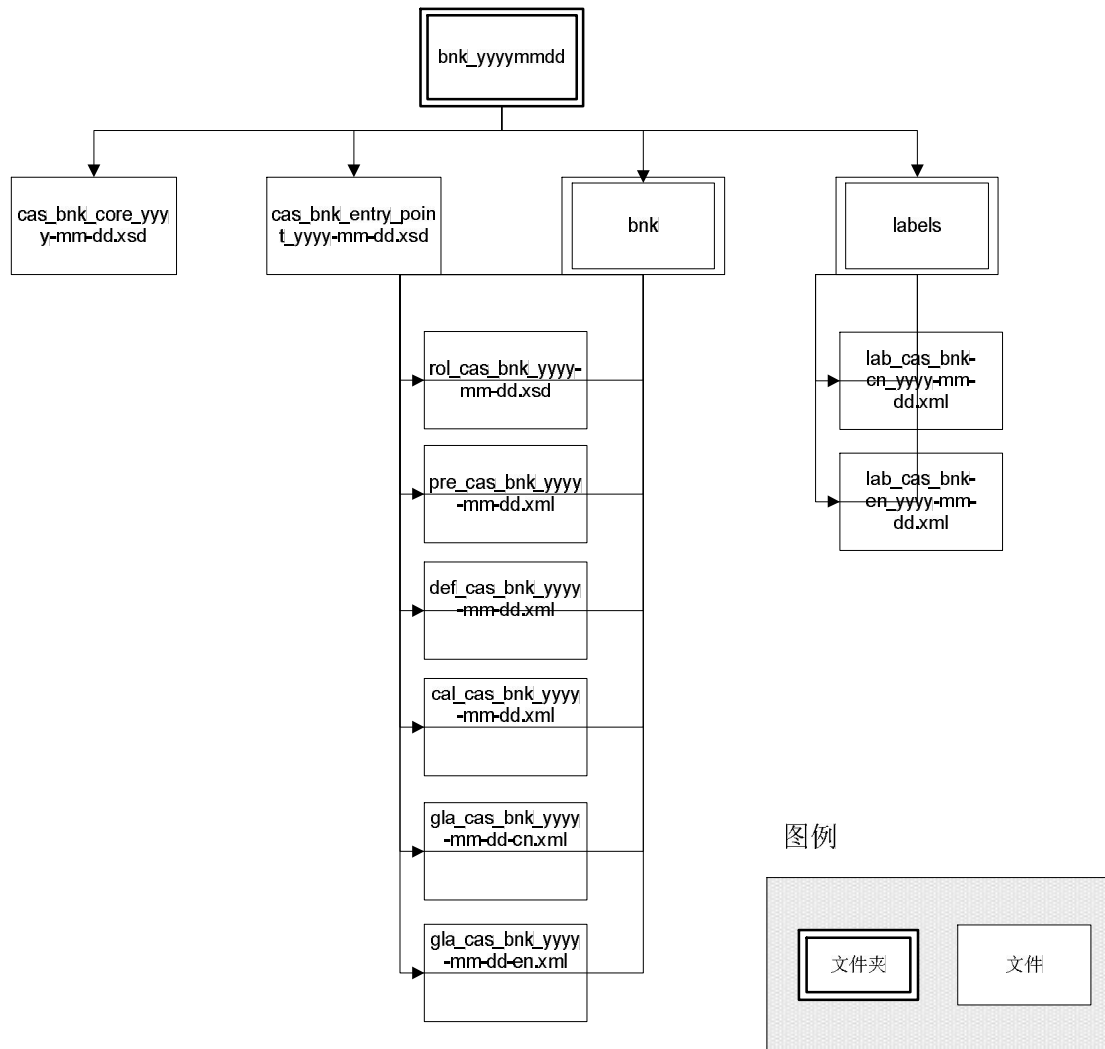 bnk_yyyymmdd
cas_bnk_core_yyy
y-mm-dd.xsd
cas_bnk_entry_poin
t_yyyy-mm-dd.xsd
bnk
labels
rol_cas_bnk_yyyy-
mm-dd.xsd
pre_cas_bnk_yyyy
-mm-dd.xml
def_cas_bnk_yyyy
-mm-dd.xml
cal_cas_bnk_yyyy
-mm-dd.xml
gla_cas_bnk_yyyy
-mm-dd-cn.xml
gla_cas_bnk_yyyy
-mm-dd-en.xml
lab_cas_bnk-
cn_yyyy-mm-
dd.xml
lab_cas_bnk-
en_yyyy-mm-
dd.xml
图例
文件夹
文件